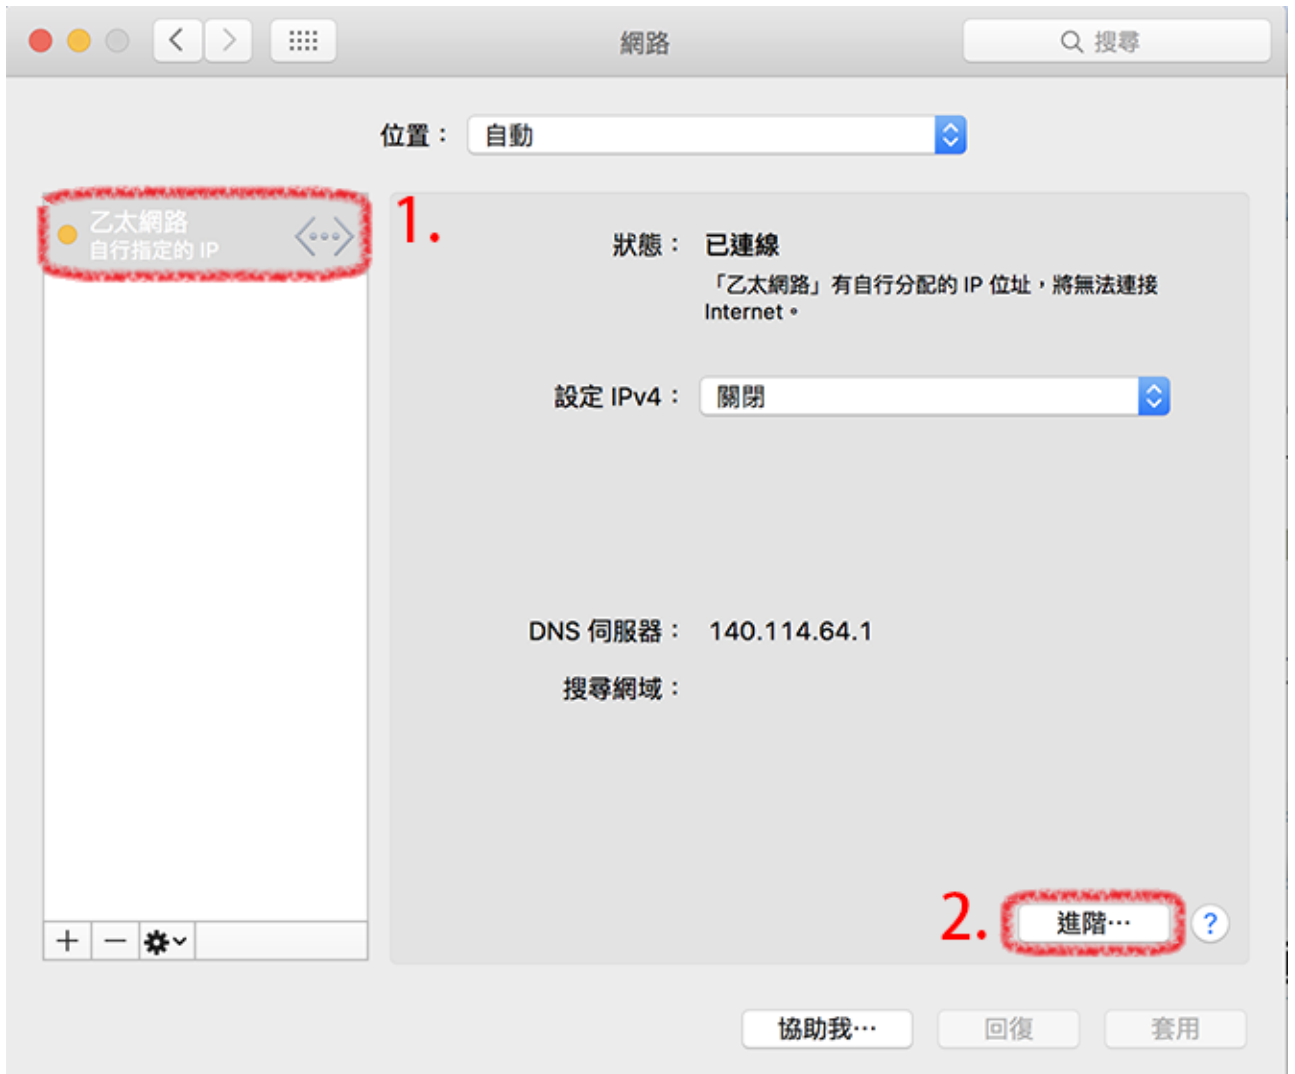 網路
搜尋
位置：
自動
乙太網路
自行指定的 IP
1.
狀態：
已連線
「乙太網路」有自行分配的 IP 位址，將無法連接
Internet。
設定 IPv4：
關閉
DNS 伺服器：
140.114.64.1
搜尋網域：
2.
進階…
?
協助我…
回復
套用